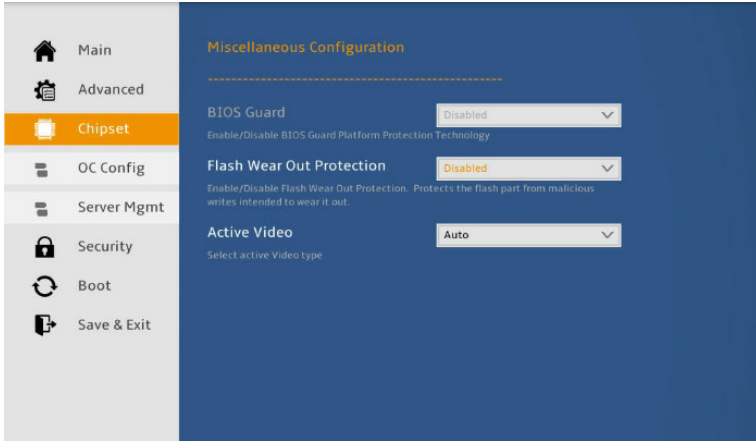 Main
Advanced
Chipset
OC Config
Server Mgmt
Security
Boot
Save & Exit
Miscellaneous Configuration
--------------------------------------------------
BIOS Guard
Disabled
Enable/Disable BIOS Guard Platform Protection Technology
Flash Wear Out Protection
Disabled
Enable/Disable Flash Wear Out Protection. Protects the flash part from malicious
writes intended to wear it out.
Active Video
Auto
Select active Video type